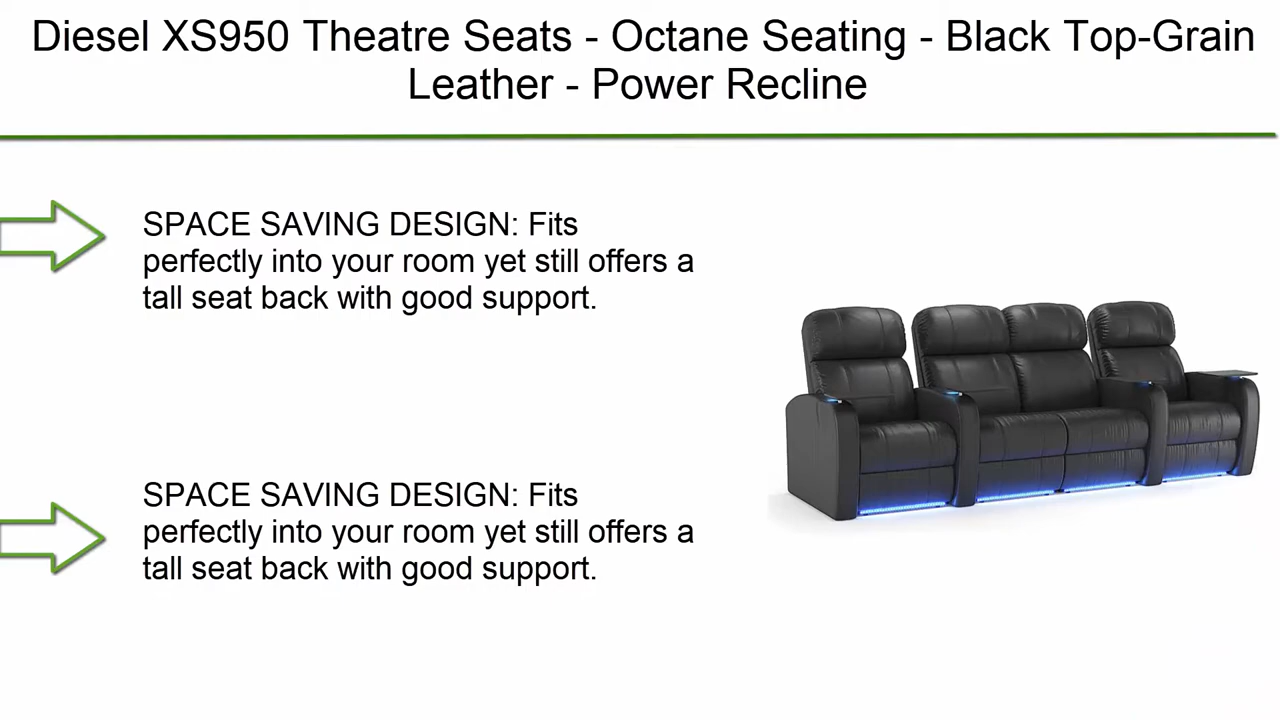 Diesel XS950 Theatre Seats - Octane Seating - Black Top-Grain
Leather - Power Recline
SPACE SAVING DESIGN: Fits
perfectly into your room yet still offers a
tall seat back with good support.
SPACE SAVING DESIGN: Fits
perfectly into your room yet still offers a
tall seat back with good support.